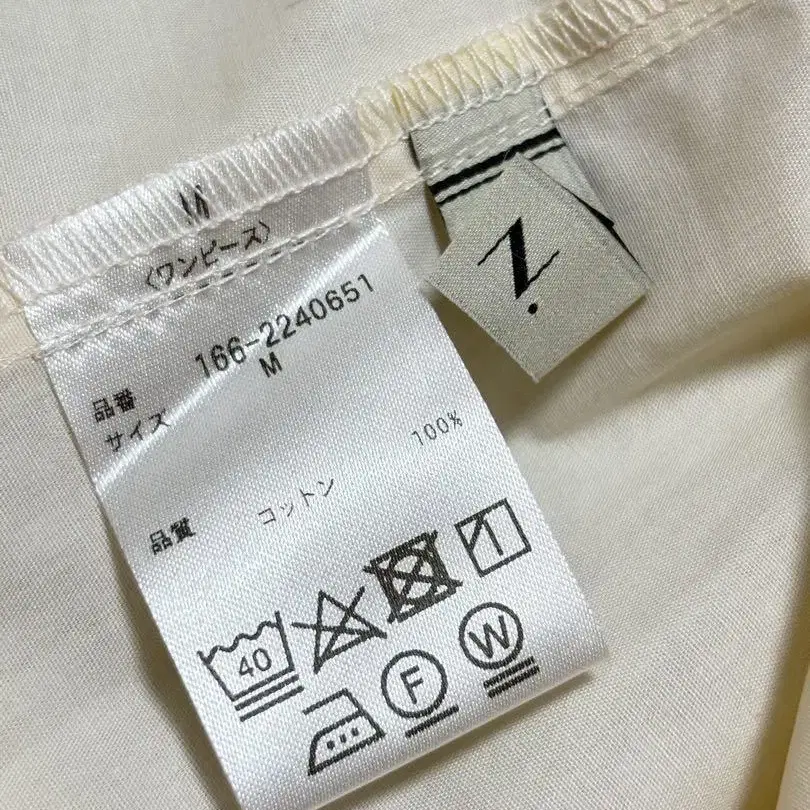 〈ワンピース〉
品番 166-2240651
サイズ M
品質 コットン 100%
40
F
W
Z.